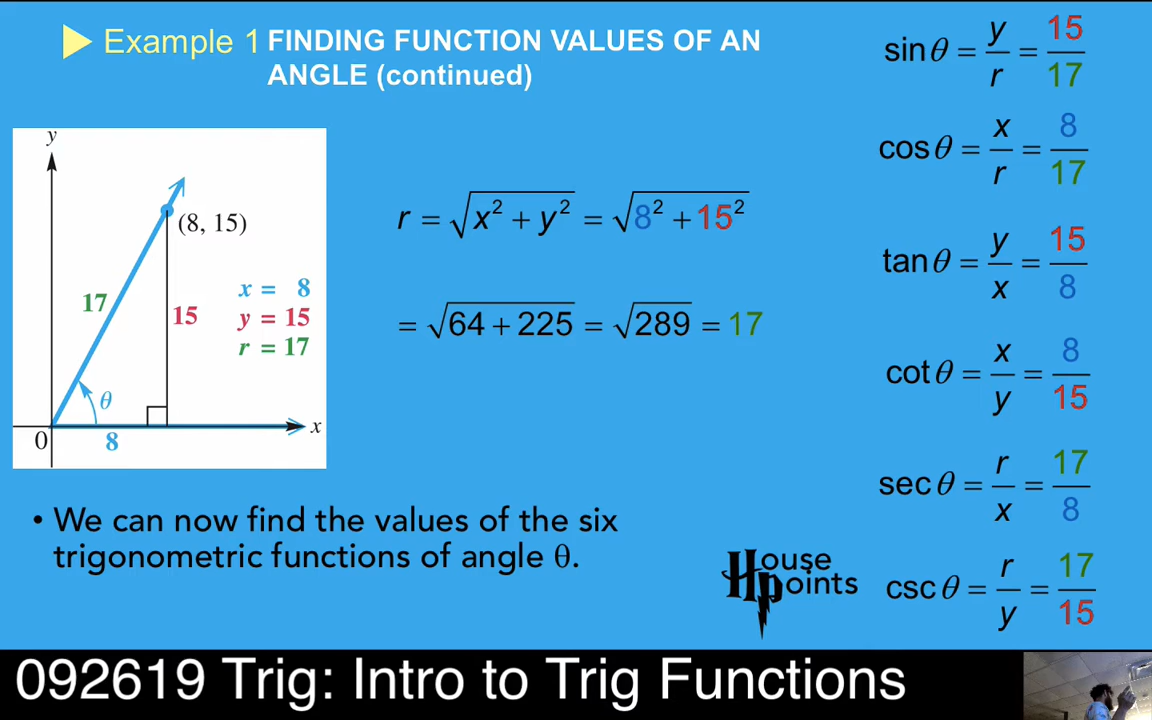 Example 1 FINDING FUNCTION VALUES OF AN
ANGLE (continued)
y
(8, 15)
17
15
x = 8
y = 15
r = 17
θ
0
8
x
r = √(x² + y²) = √(8² + 15²)
= √(64 + 225) = √289 = 17
• We can now find the values of the six
trigonometric functions of angle θ.
House
Points
sin θ = y/r = 15/17
cos θ = x/r = 8/17
tan θ = y/x = 15/8
cot θ = x/y = 8/15
sec θ = r/x = 17/8
csc θ = r/y = 17/15
092619 Trig: Intro to Trig Functions